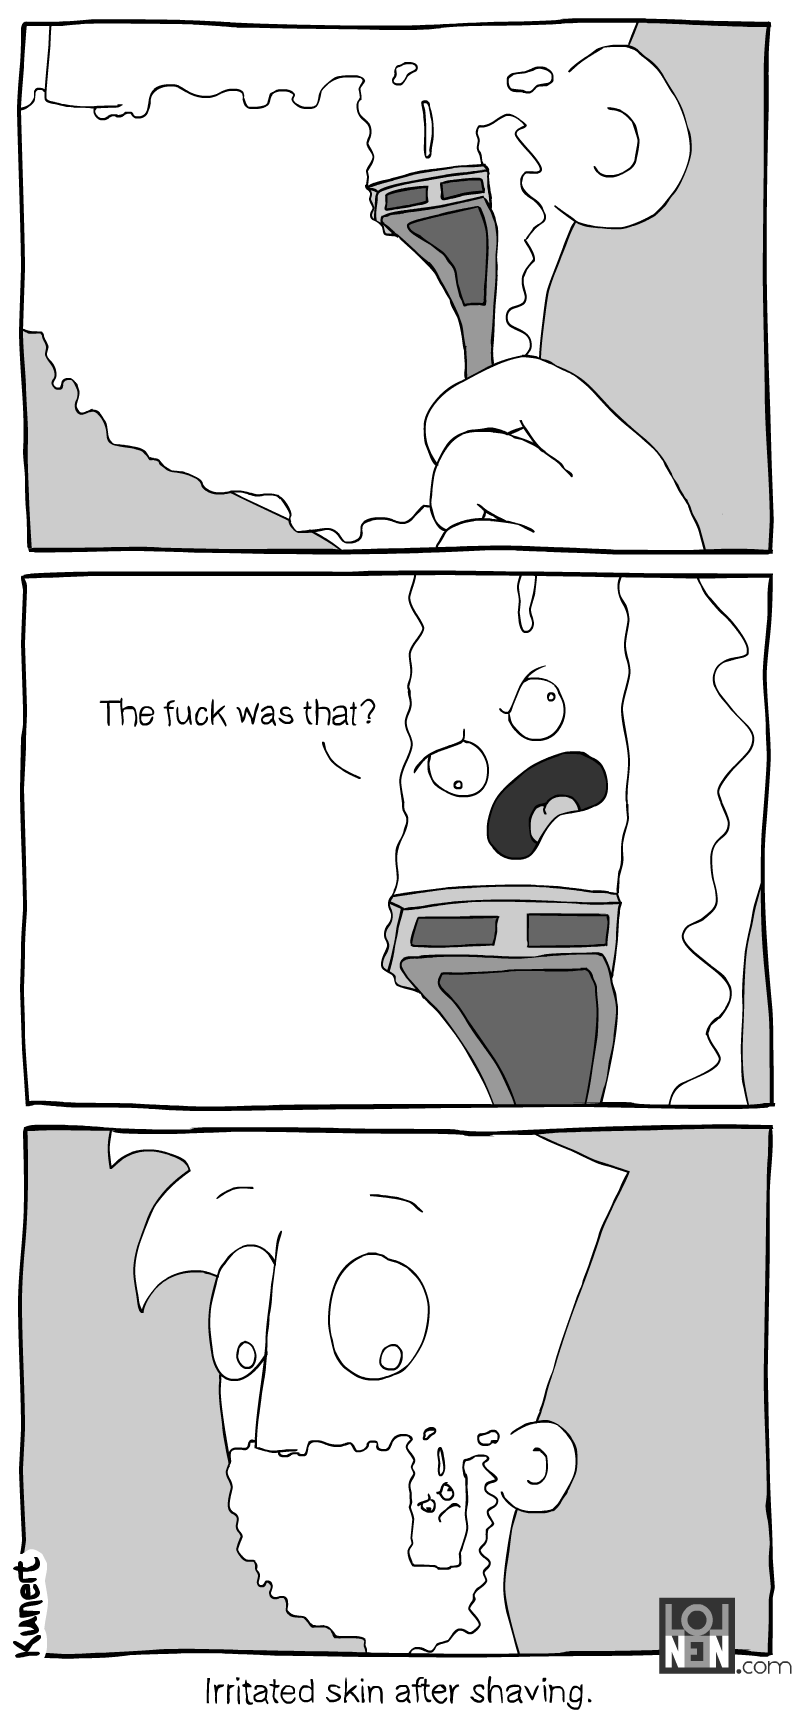 The fuck was that?
Kunert
LOL
NEN.com
Irritated skin after shaving.